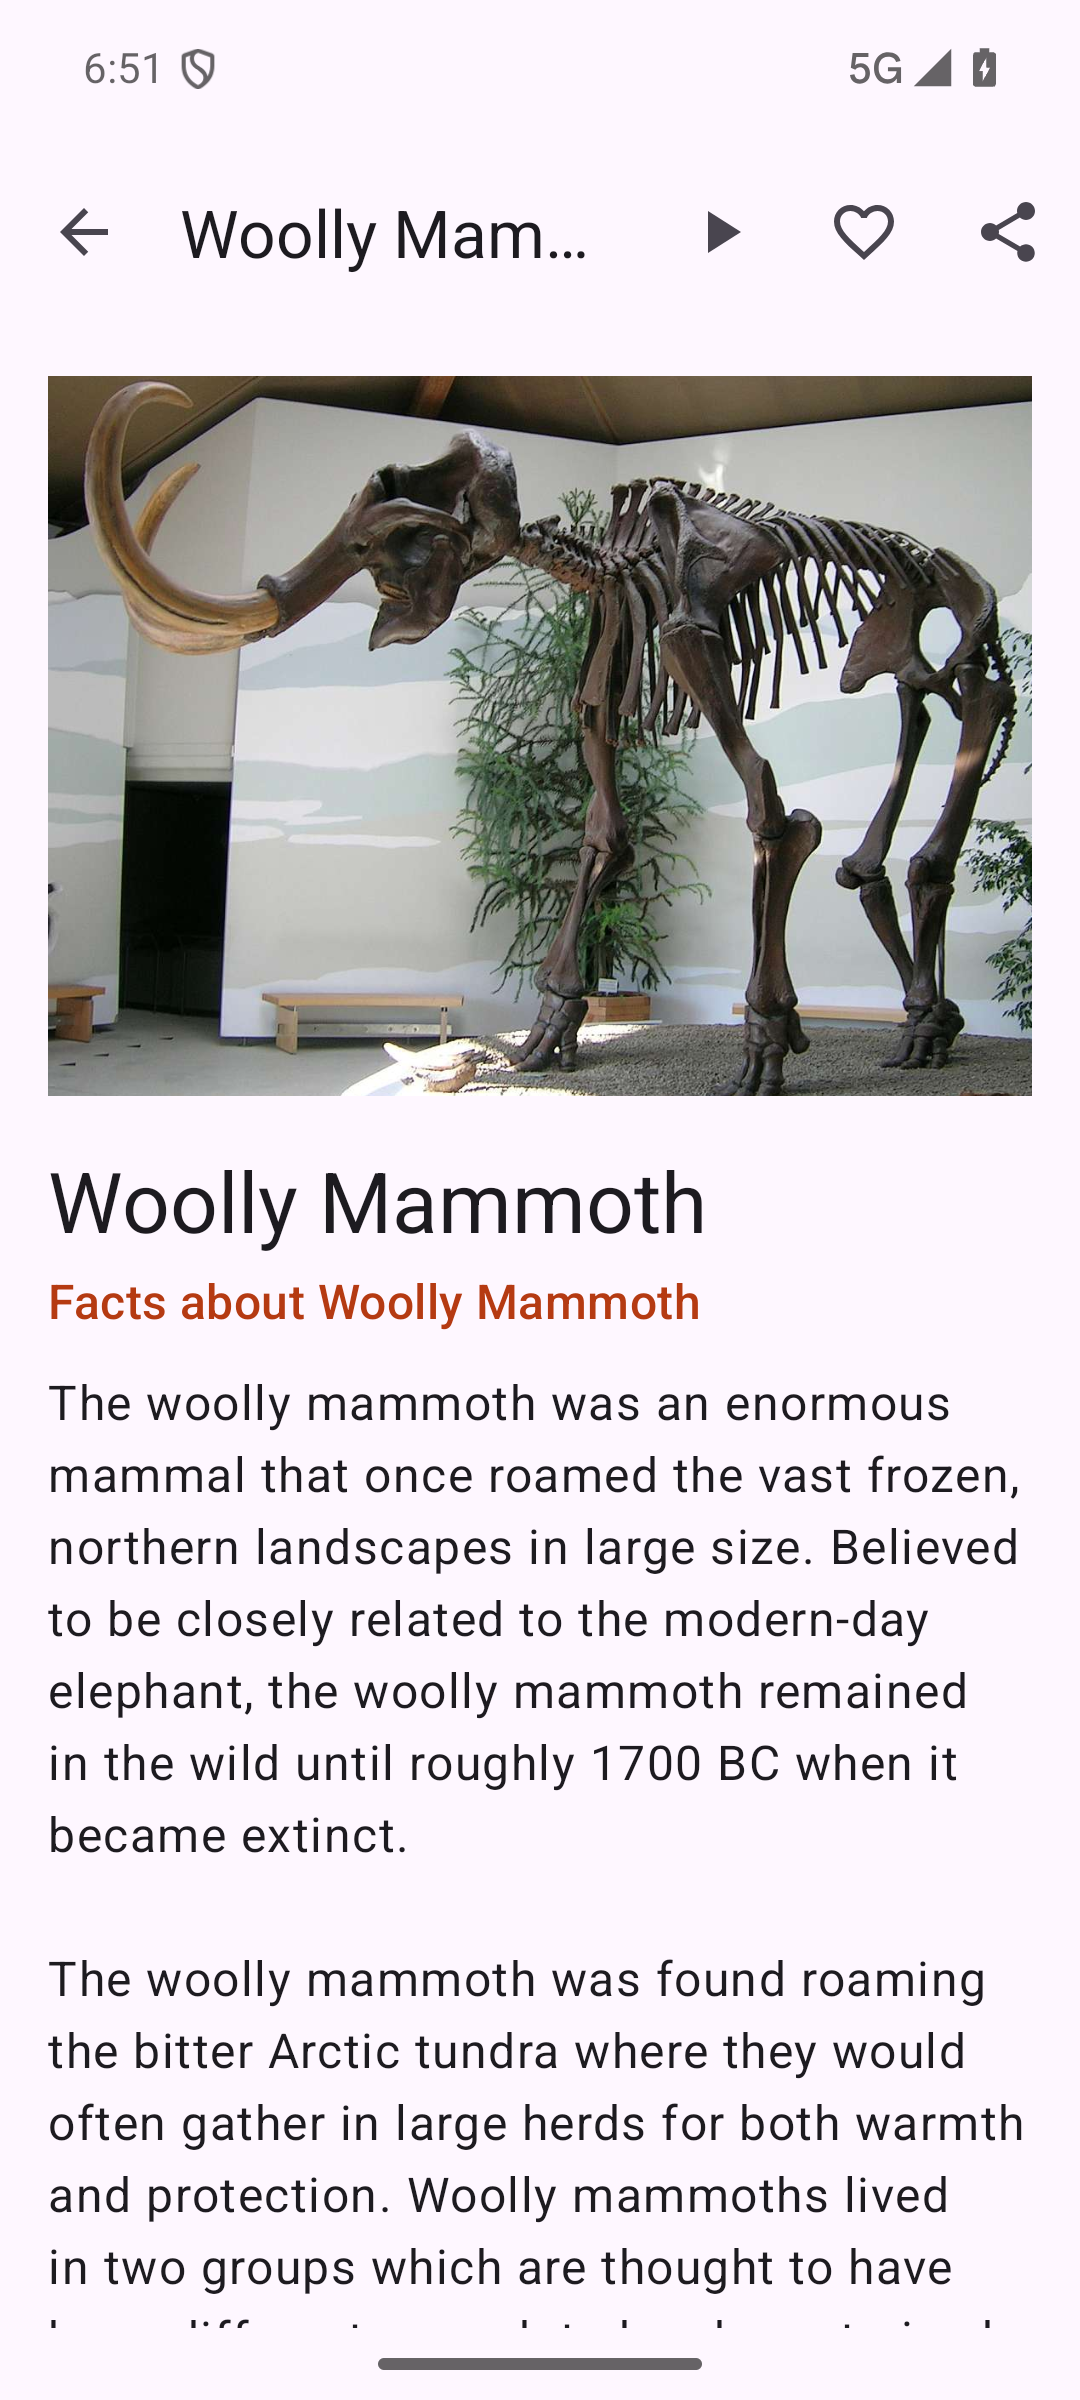 6:51
5G
Woolly Mam...
Woolly Mammoth
Facts about Woolly Mammoth
The woolly mammoth was an enormous
mammal that once roamed the vast frozen,
northern landscapes in large size. Believed
to be closely related to the modern-day
elephant, the woolly mammoth remained
in the wild until roughly 1700 BC when it
became extinct.
The woolly mammoth was found roaming
the bitter Arctic tundra where they would
often gather in large herds for both warmth
and protection. Woolly mammoths lived
in two groups which are thought to have